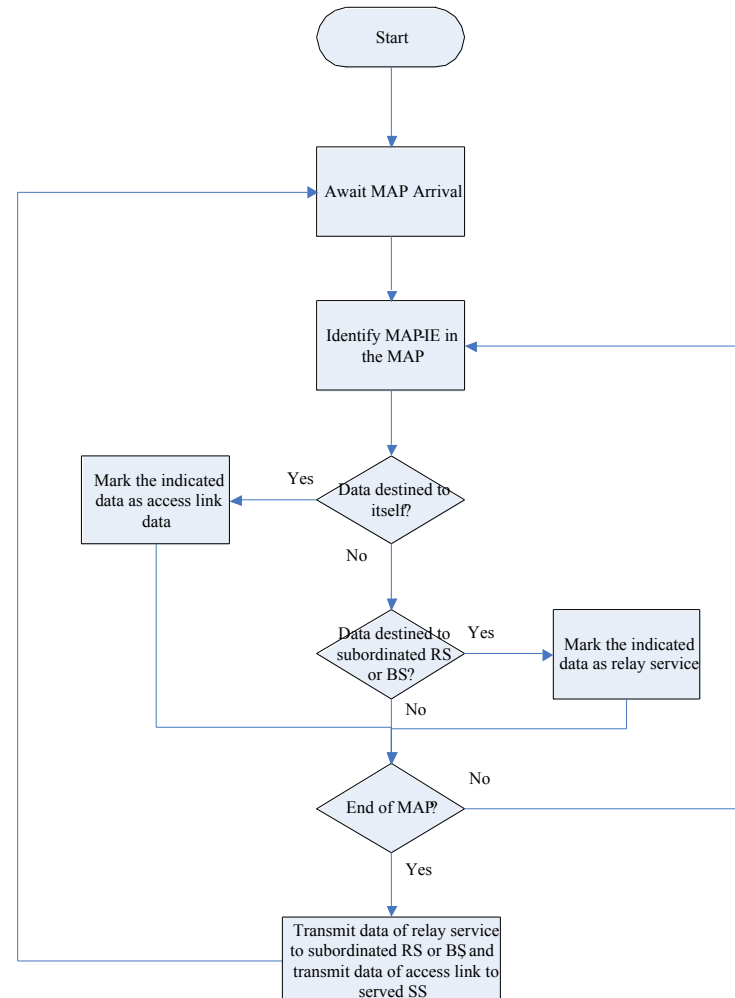 Start
Await MAP Arrival
Identify MAP-IE in
the MAP
Data destined to
itself?
Yes
Mark the indicated
data as access link
data
No
Data destined to
subordinated RS
or BS?
Yes
Mark the indicated
data as relay service
No
End of MAP?
No
Yes
Transmit data of relay service
to subordinated RS or BS, and
transmit data of access link to
served SS